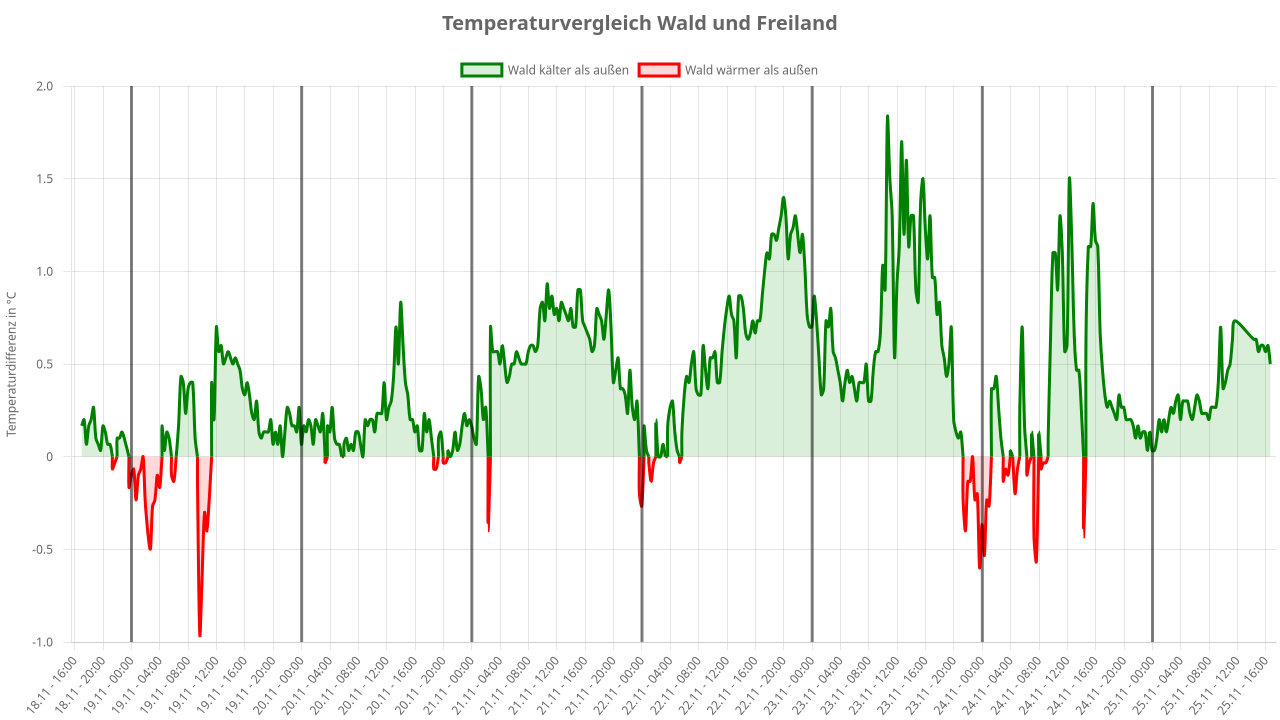 Temperaturvergleich Wald und Freiland
Wald kälter als außen
Wald wärmer als außen
Temperaturdifferenz in °C
2.0
1.5
1.0
0.5
0
-0.5
-1.0
18.11 - 16:00
18.11 - 20:00
19.11 - 00:00
19.11 - 04:00
19.11 - 08:00
19.11 - 12:00
19.11 - 16:00
19.11 - 20:00
20.11 - 00:00
20.11 - 04:00
20.11 - 08:00
20.11 - 12:00
20.11 - 16:00
20.11 - 20:00
21.11 - 00:00
21.11 - 04:00
21.11 - 08:00
21.11 - 12:00
21.11 - 16:00
21.11 - 20:00
22.11 - 00:00
22.11 - 04:00
22.11 - 08:00
22.11 - 12:00
22.11 - 16:00
22.11 - 20:00
23.11 - 00:00
23.11 - 04:00
23.11 - 08:00
23.11 - 12:00
23.11 - 16:00
23.11 - 20:00
24.11 - 00:00
24.11 - 04:00
24.11 - 08:00
24.11 - 12:00
24.11 - 16:00
24.11 - 20:00
25.11 - 00:00
25.11 - 04:00
25.11 - 08:00
25.11 - 12:00
25.11 - 16:00